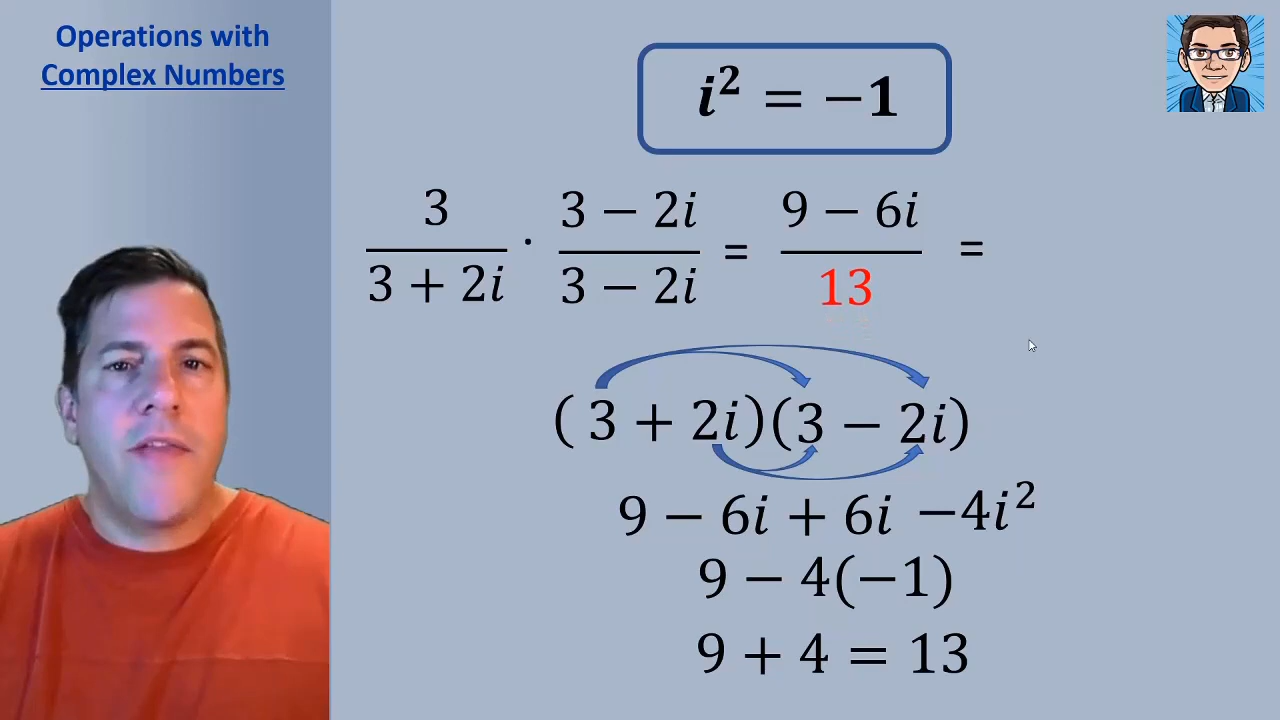 Operations with
Complex Numbers
i² = −1
3/(3 + 2i) · (3 − 2i)/(3 − 2i) = (9 − 6i)/13 =
(3 + 2i)(3 − 2i)
9 − 6i + 6i −4i²
9 − 4(−1)
9 + 4 = 13